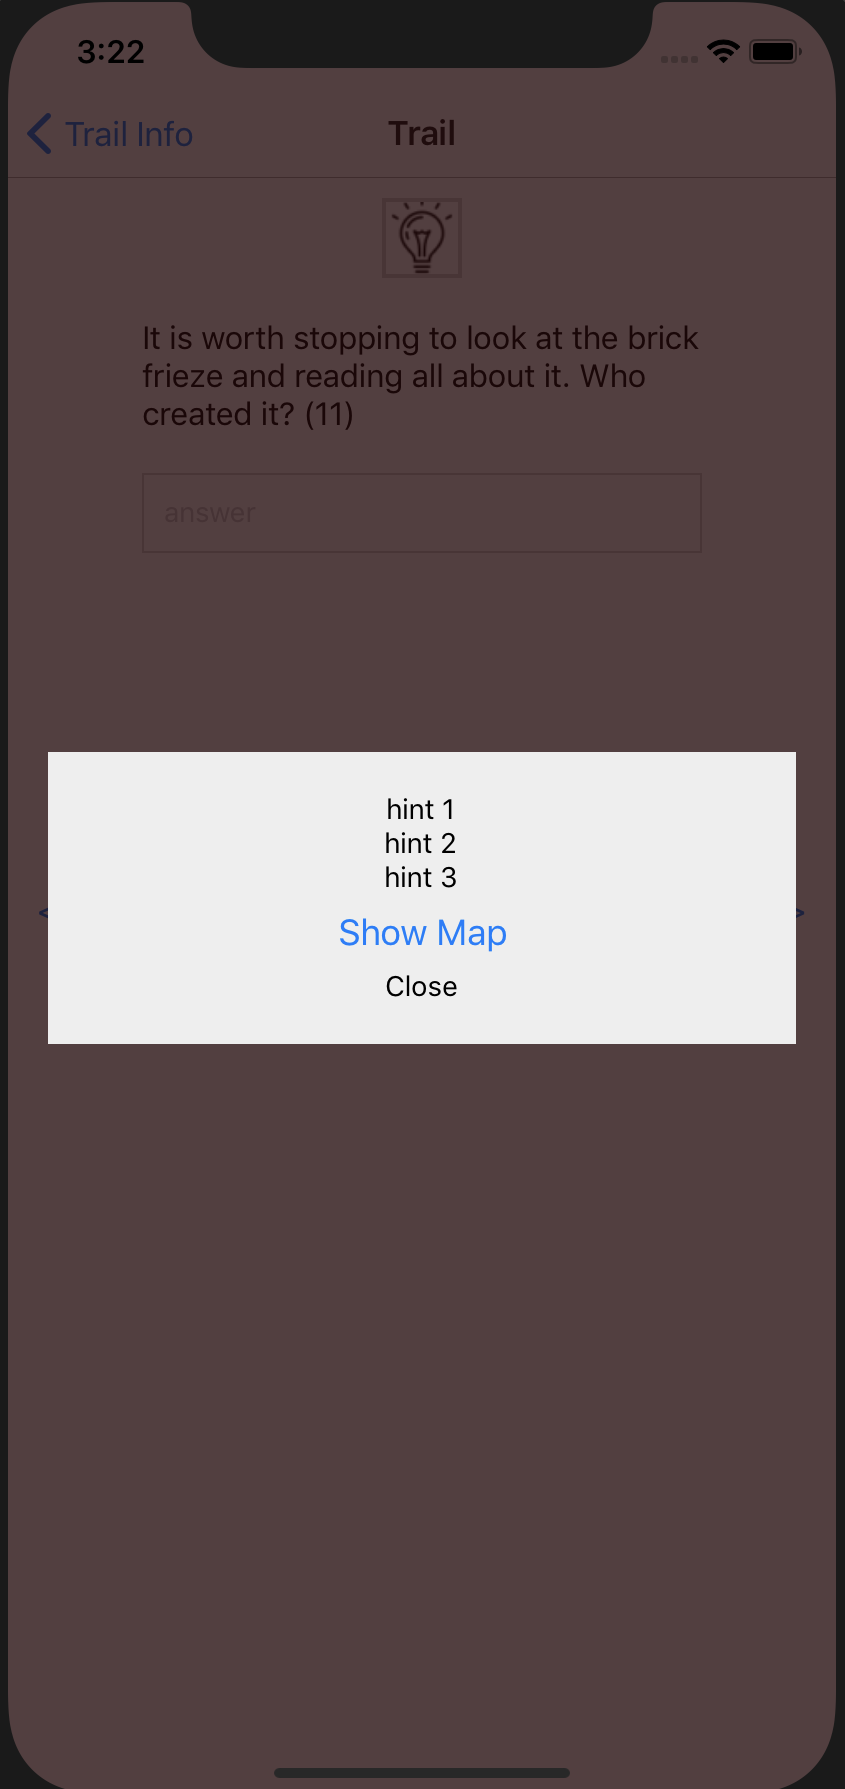 3:22
Trail Info
Trail
It is worth stopping to look at the brick
frieze and reading all about it. Who
created it? (11)
answer
hint 1
hint 2
hint 3
<
>
Show Map
Close